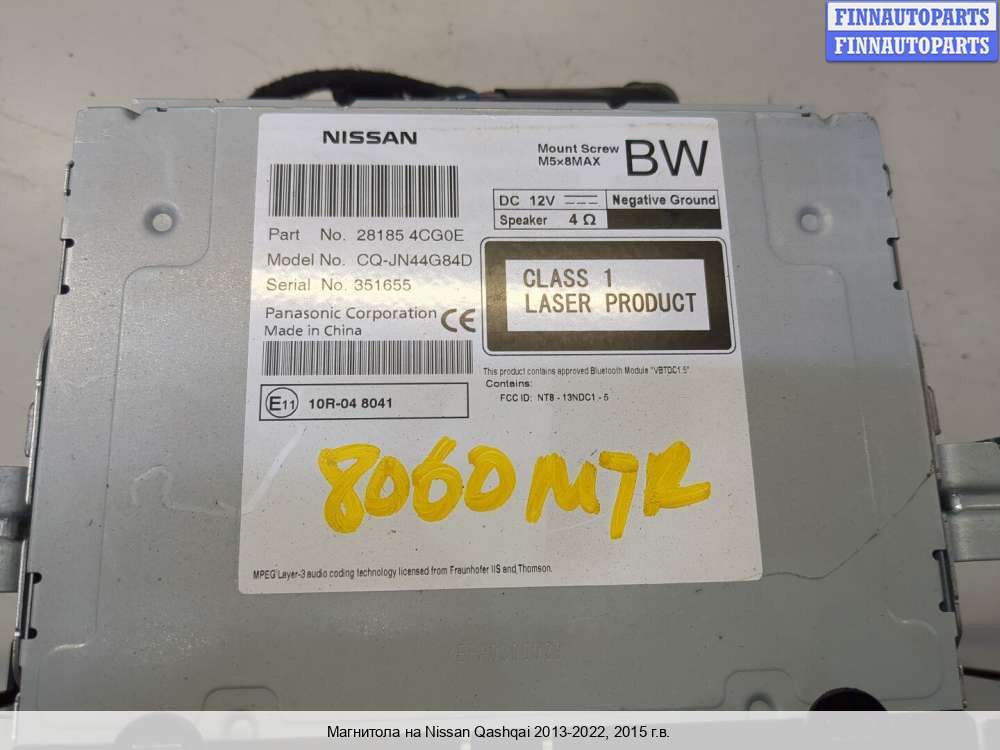 FINNAUTOPARTS
FINNAUTOPARTS
NISSAN
Mount Screw
M5×8MAX
BW
DC 12V
Negative Ground
Speaker 4 Ω
Part No. 28185 4CG0E
Model No. CQ-JN44G84D
Serial No. 351655
Panasonic Corporation
Made in China
CE
CLASS 1
LASER PRODUCT
This product contains approved Bluetooth Module "VBTDC1.5"
Contains:
FCC ID: NT8 - 13NDC1 - 5
E11 10R-04 8041
8060M7R
MPEG Layer-3 audio coding technology licensed from Fraunhofer IIS and Thomson.
Магнитола на Nissan Qashqai 2013-2022, 2015 г.в.